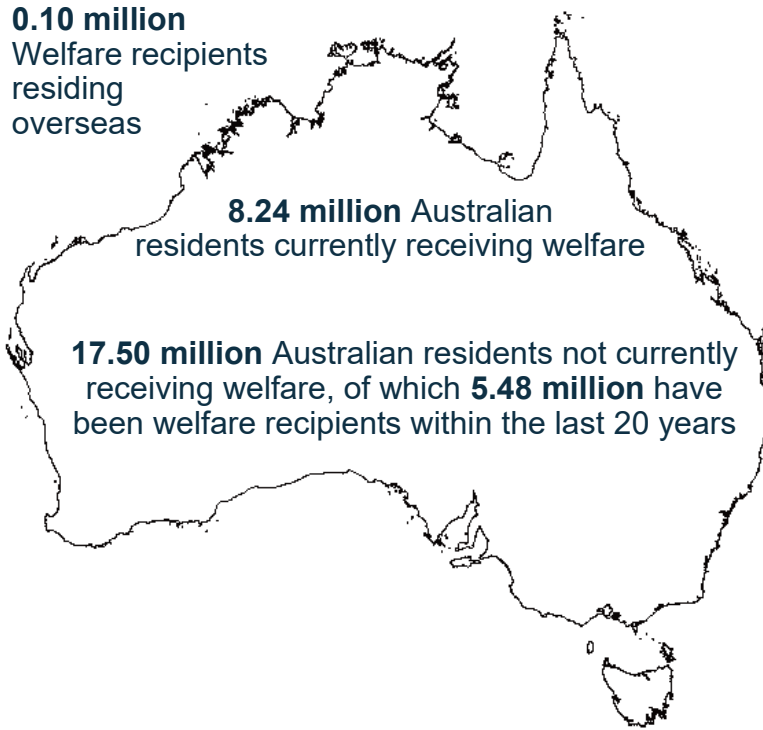 0.10 million
Welfare recipients
residing
overseas
8.24 million Australian
residents currently receiving welfare
17.50 million Australian residents not currently
receiving welfare, of which 5.48 million have
been welfare recipients within the last 20 years